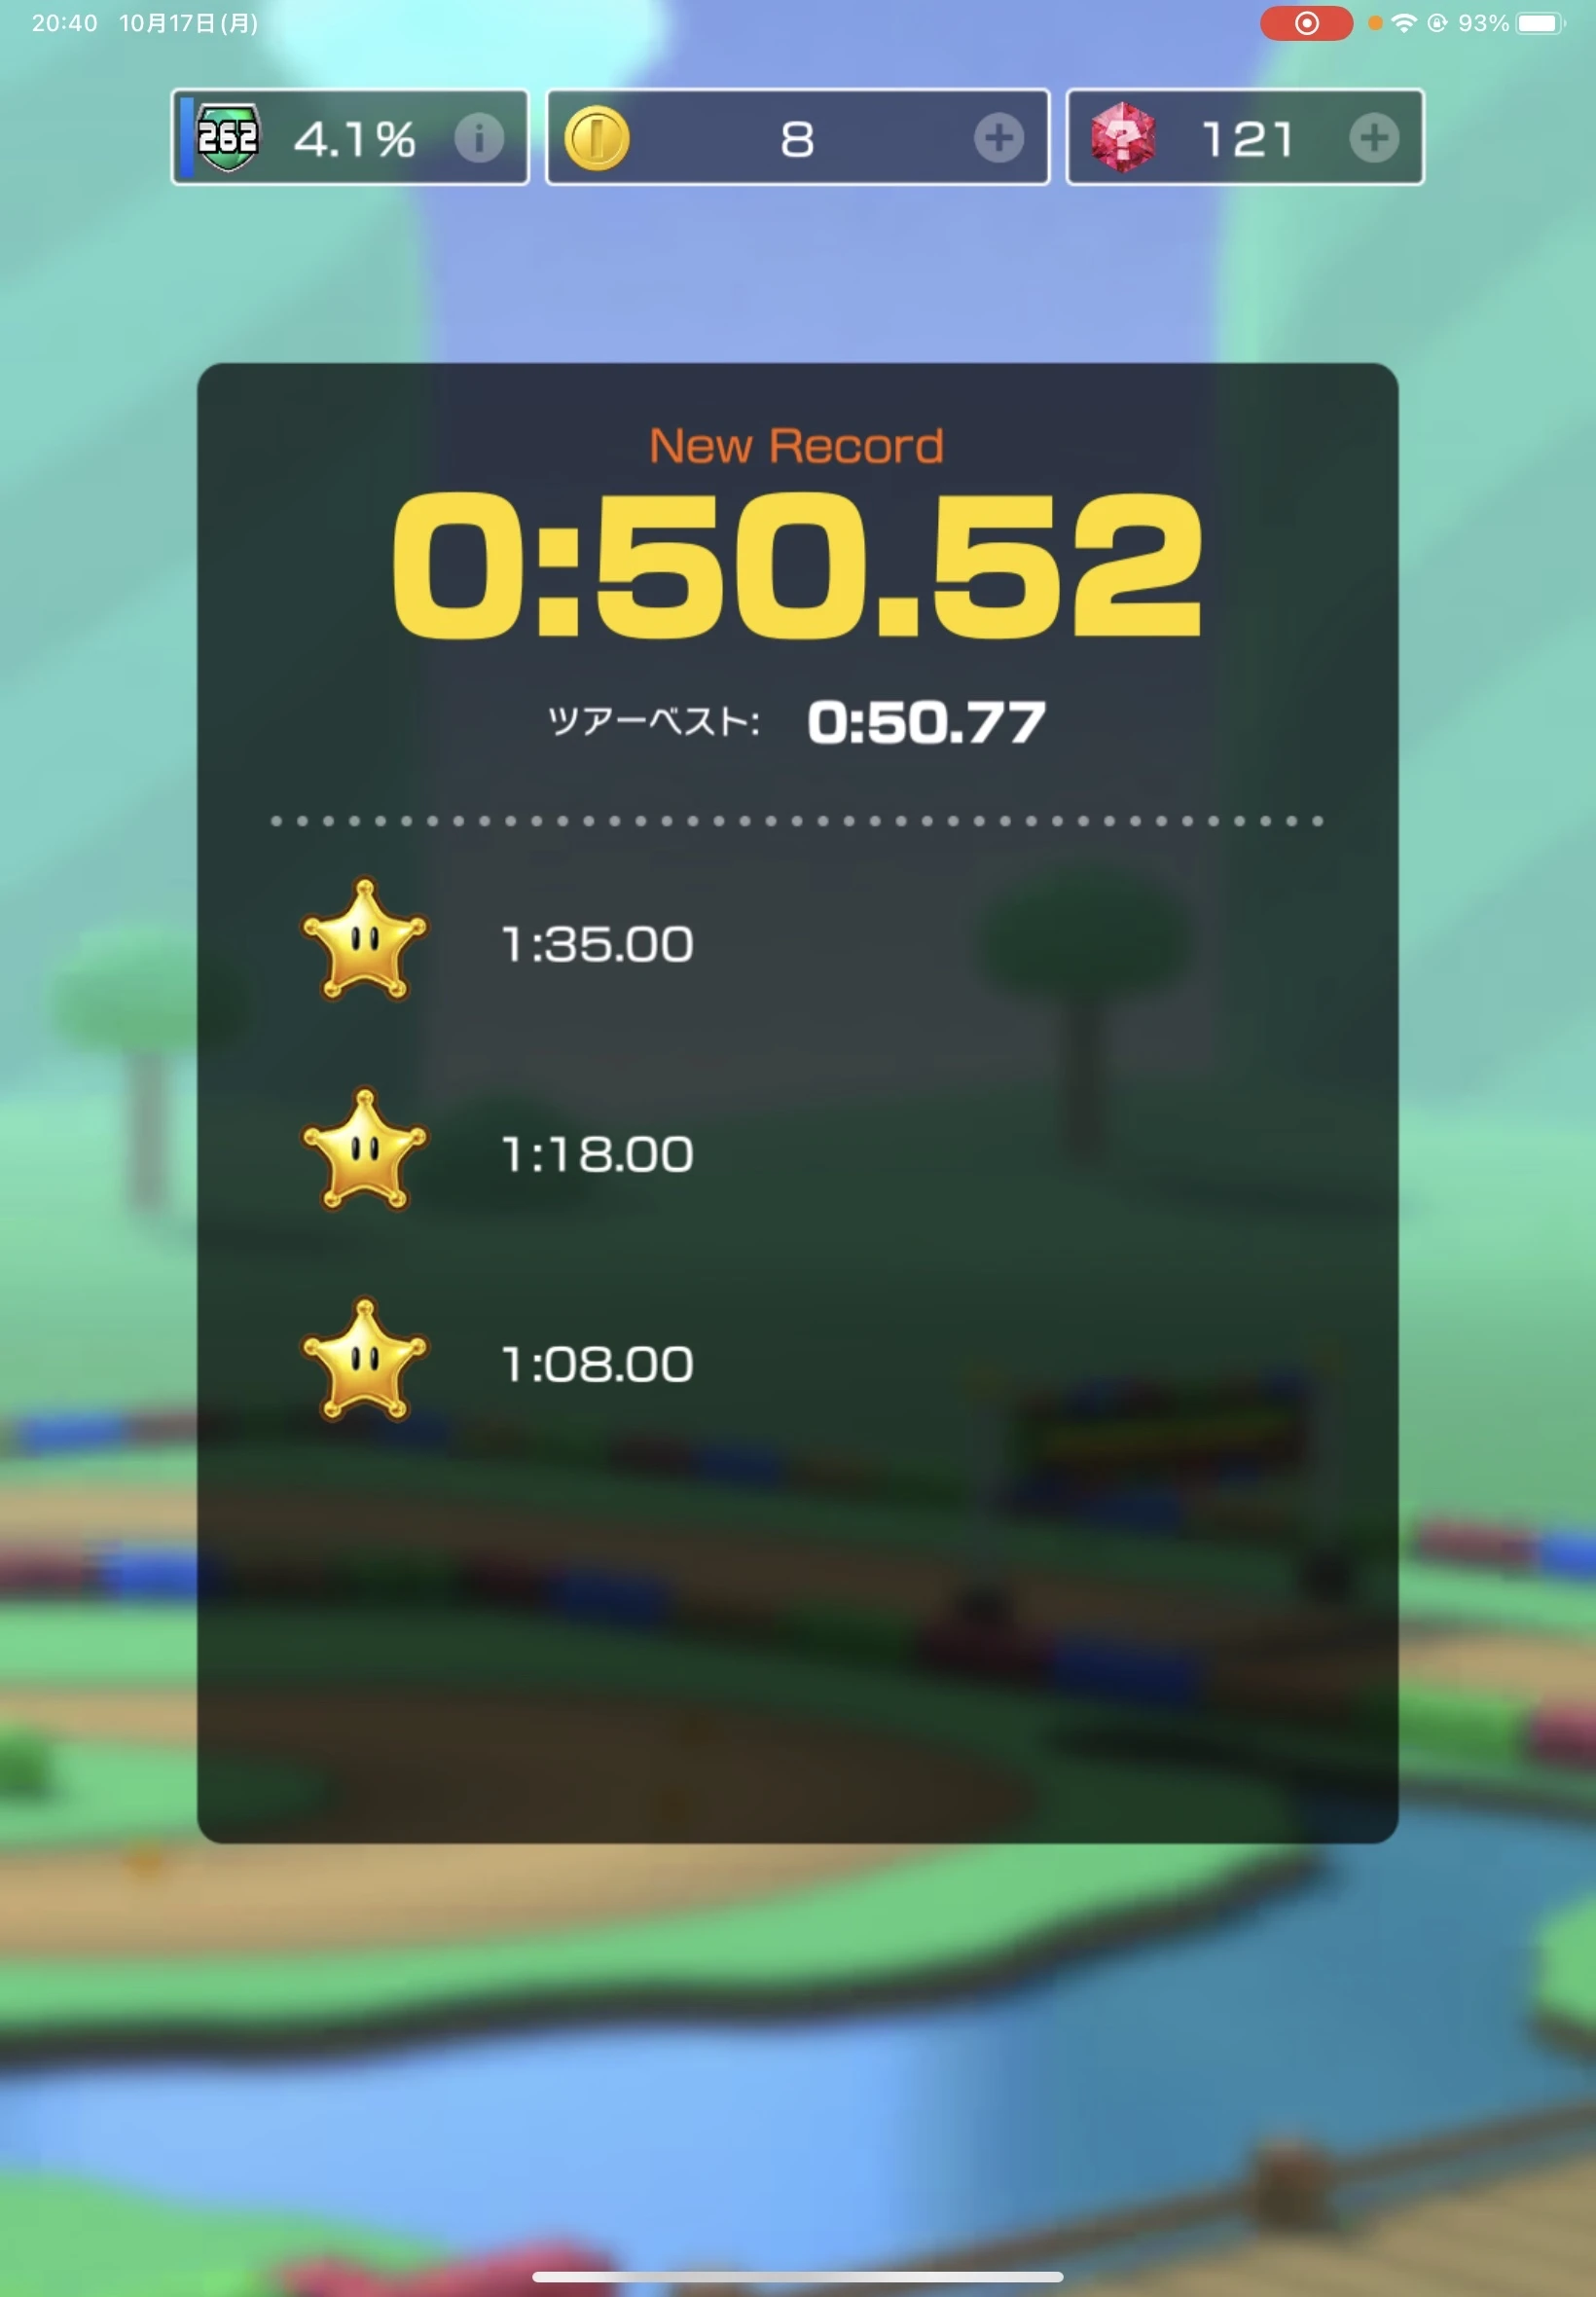 20:40 10月17日(月) 93%
262 4.1% i 8 + ? 121 +
New Record
0:50.52
ツアーベスト: 0:50.77
1:35.00
1:18.00
1:08.00